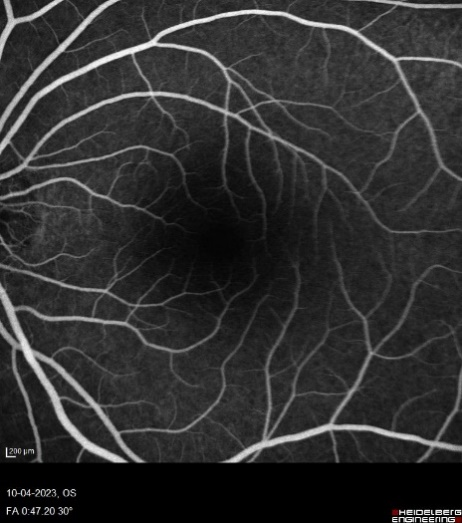 200 µm
10-04-2023, OS
FA 0:47.20 30°
HEIDELBERG
ENGINEERING